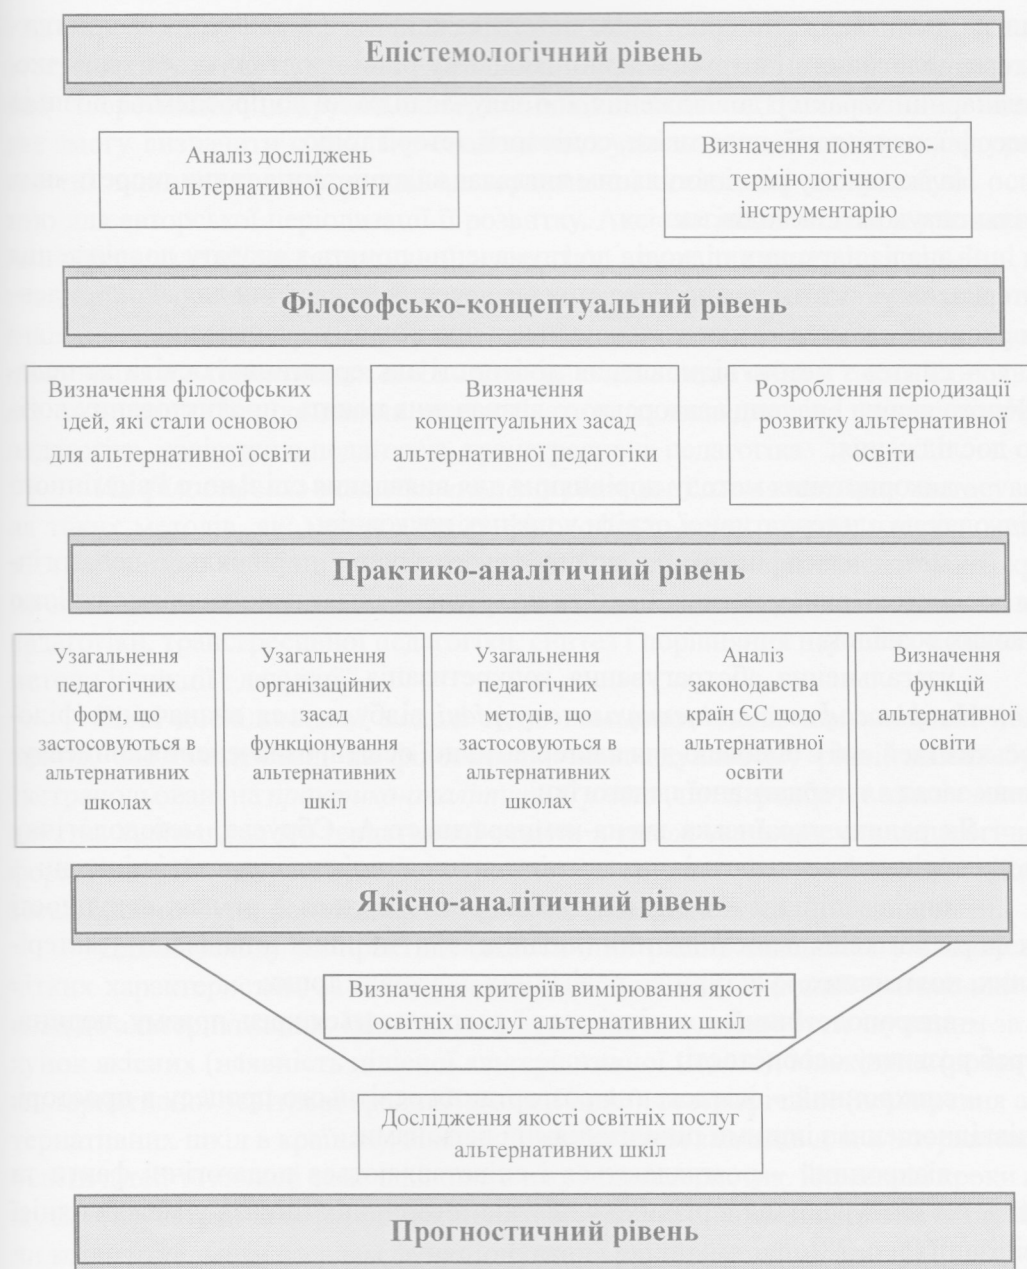 Епістемологічний рівень
Аналіз досліджень
альтернативної освіти
Визначення поняттєво-
термінологічного
інструментарію
Філософсько-концептуальний рівень
Визначення філософських
ідей, які стали основою
для альтернативної освіти
Визначення
концептуальних засад
альтернативної педагогіки
Розроблення періодизації
розвитку альтернативної
освіти
Практико-аналітичний рівень
Узагальнення
педагогічних
форм, що
застосовуються в
альтернативних
школах
Узагальнення
організаційних
засад
функціонування
альтернативних
шкіл
Узагальнення
педагогічних
методів, що
застосовуються в
альтернативних
школах
Аналіз
законодавства
країн ЄС щодо
альтернативної
освіти
Визначення
функцій
альтернативної
освіти
Якісно-аналітичний рівень
Визначення критеріїв вимірювання якості
освітніх послуг альтернативних шкіл
Дослідження якості освітніх послуг
альтернативних шкіл
Прогностичний рівень